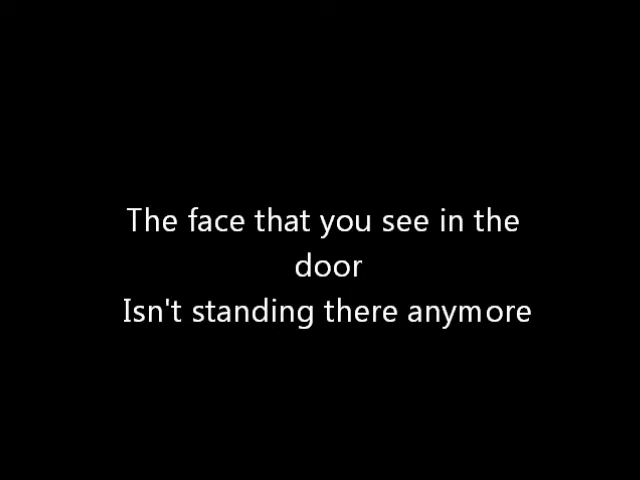 The face that you see in the
door
Isn't standing there anymore